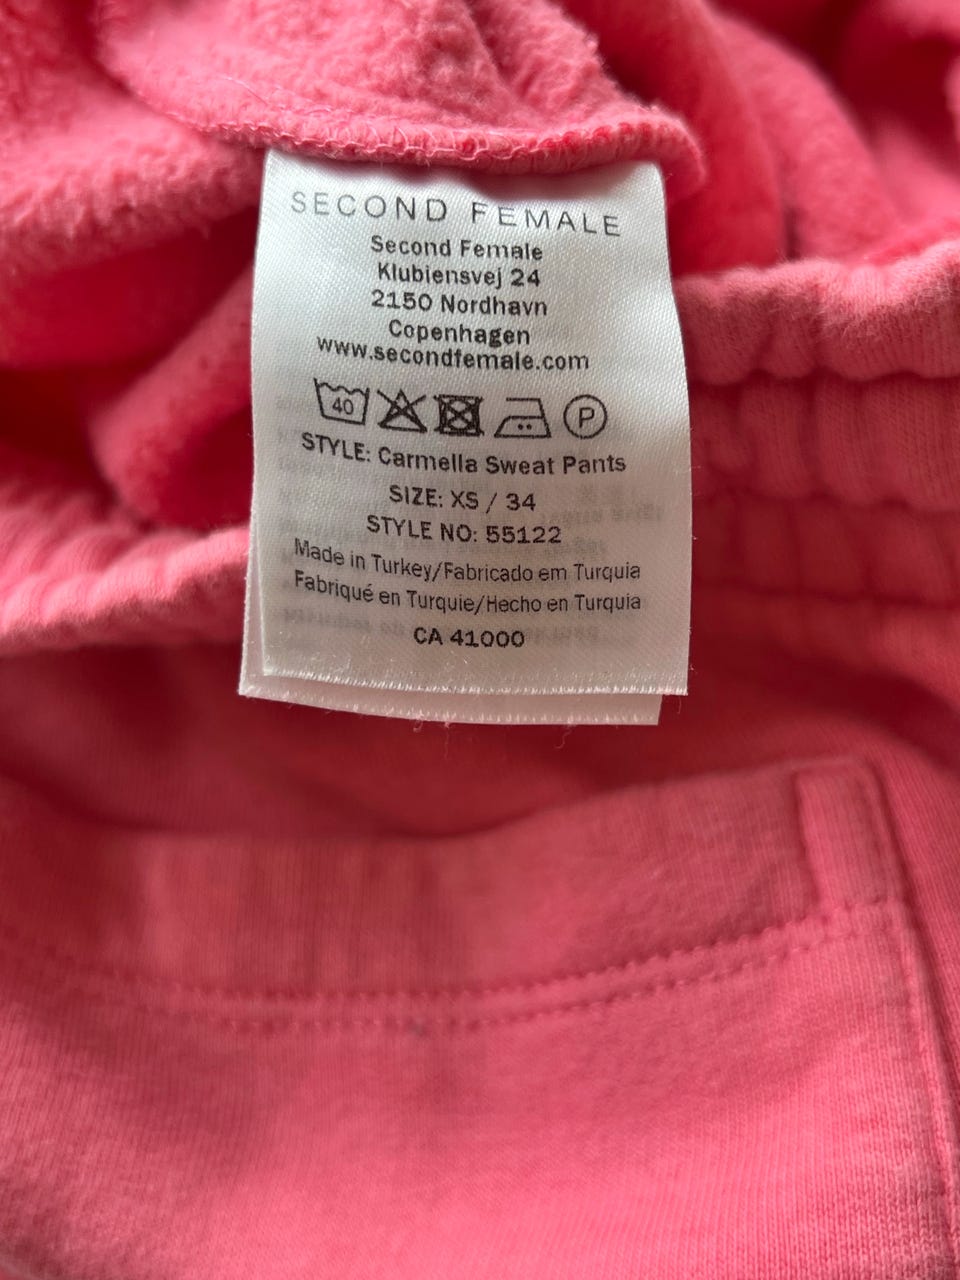 SECOND FEMALE
Second Female
Klubiensvej 24
2150 Nordhavn
Copenhagen
www.secondfemale.com
40 P
STYLE: Carmella Sweat Pants
SIZE: XS / 34
STYLE NO: 55122
Made in Turkey/Fabricado em Turquia
Fabriqué en Turquie/Hecho en Turquia
CA 41000